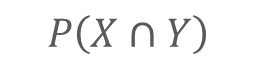 P(X ∩ Y)